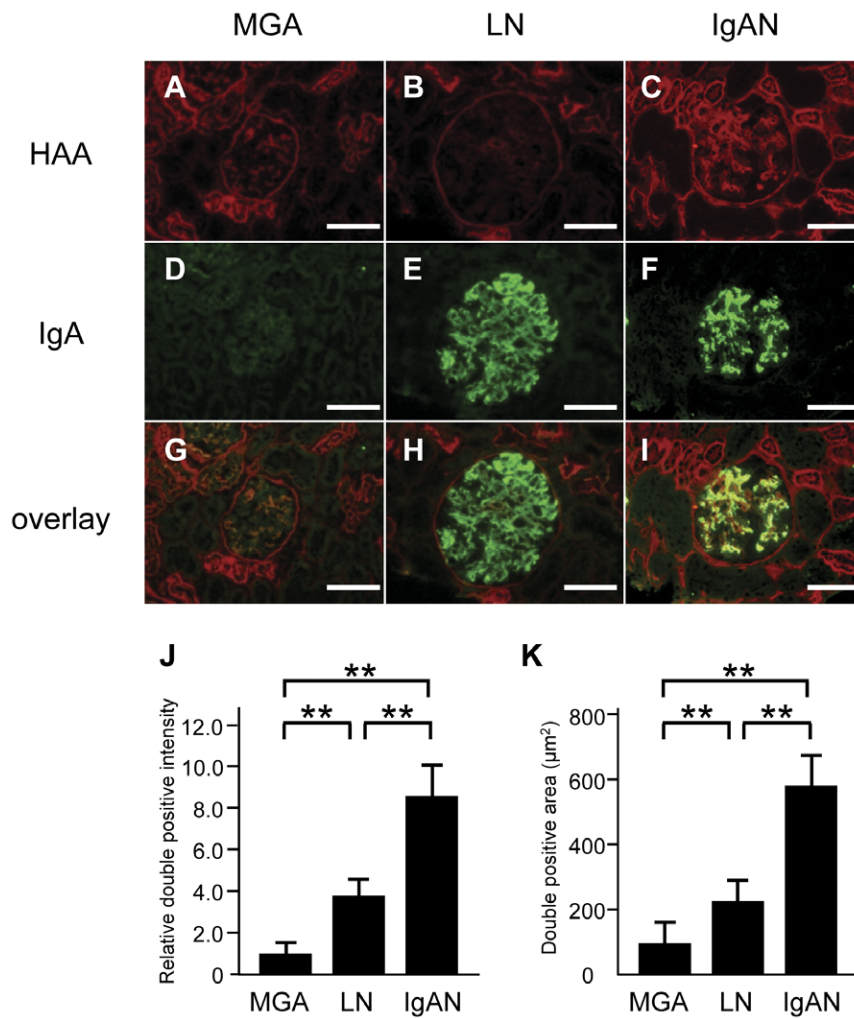 MGA LN IgAN
HAA
A B C
IgA
D E F
overlay
G H I
J
Relative double positive intensity
12.0
10.0
8.0
6.0
4.0
2.0
0
** ** **
MGA LN IgAN
K
Double positive area (μm²)
800
600
400
200
0
** ** **
MGA LN IgAN